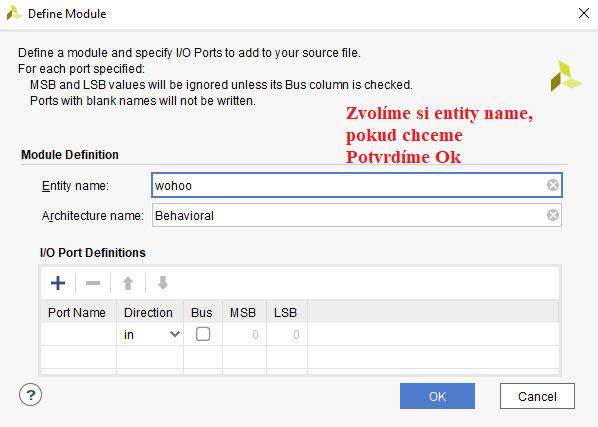 Define Module
Define a module and specify I/O Ports to add to your source file.
For each port specified:
MSB and LSB values will be ignored unless its Bus column is checked.
Ports with blank names will not be written.
Zvolíme si entity name,
pokud chceme
Potvrdíme Ok
Module Definition
Entity name: wohoo
Architecture name: Behavioral
I/O Port Definitions
Port Name Direction Bus MSB LSB
in 0 0
? OK Cancel